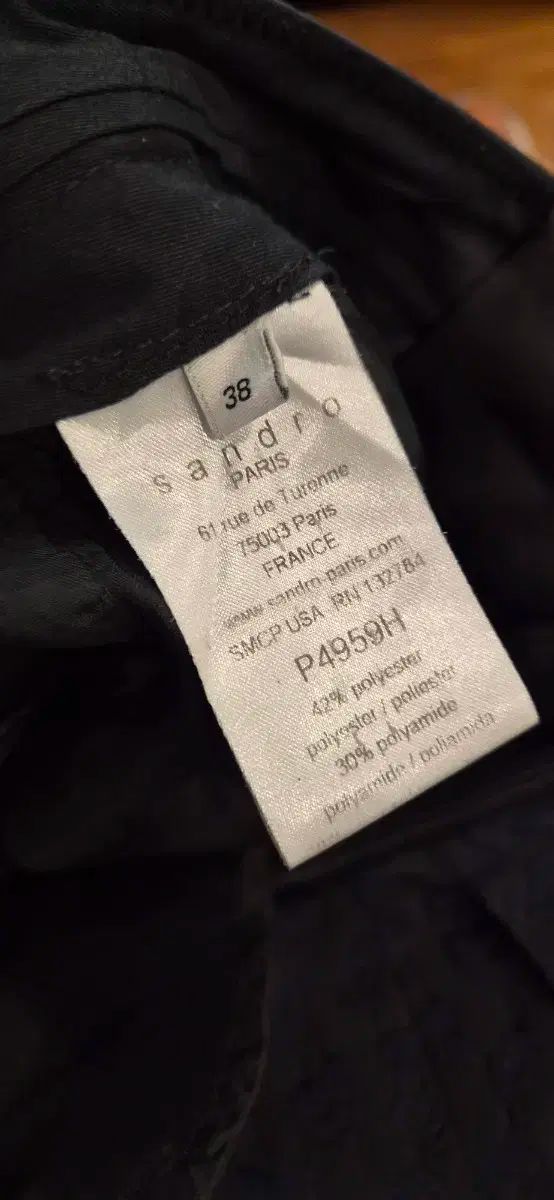 38
sandro
PARIS
61 rue de Turenne
75003 Paris
FRANCE
www.sandro-paris.com
SMCP USA RN 132784
P4959H
42% polyester
polyester / poliester
30% polyamide
polyamide / poliamida